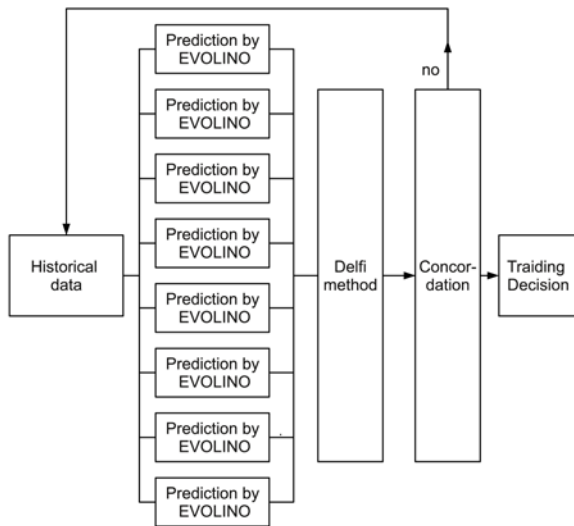 Prediction by
EVOLINO
no
Prediction by
EVOLINO
Prediction by
EVOLINO
Prediction by
EVOLINO
Historical
data
Delfi
method
Concor-
dation
Traiding
Decision
Prediction by
EVOLINO
Prediction by
EVOLINO
Prediction by
EVOLINO
Prediction by
EVOLINO